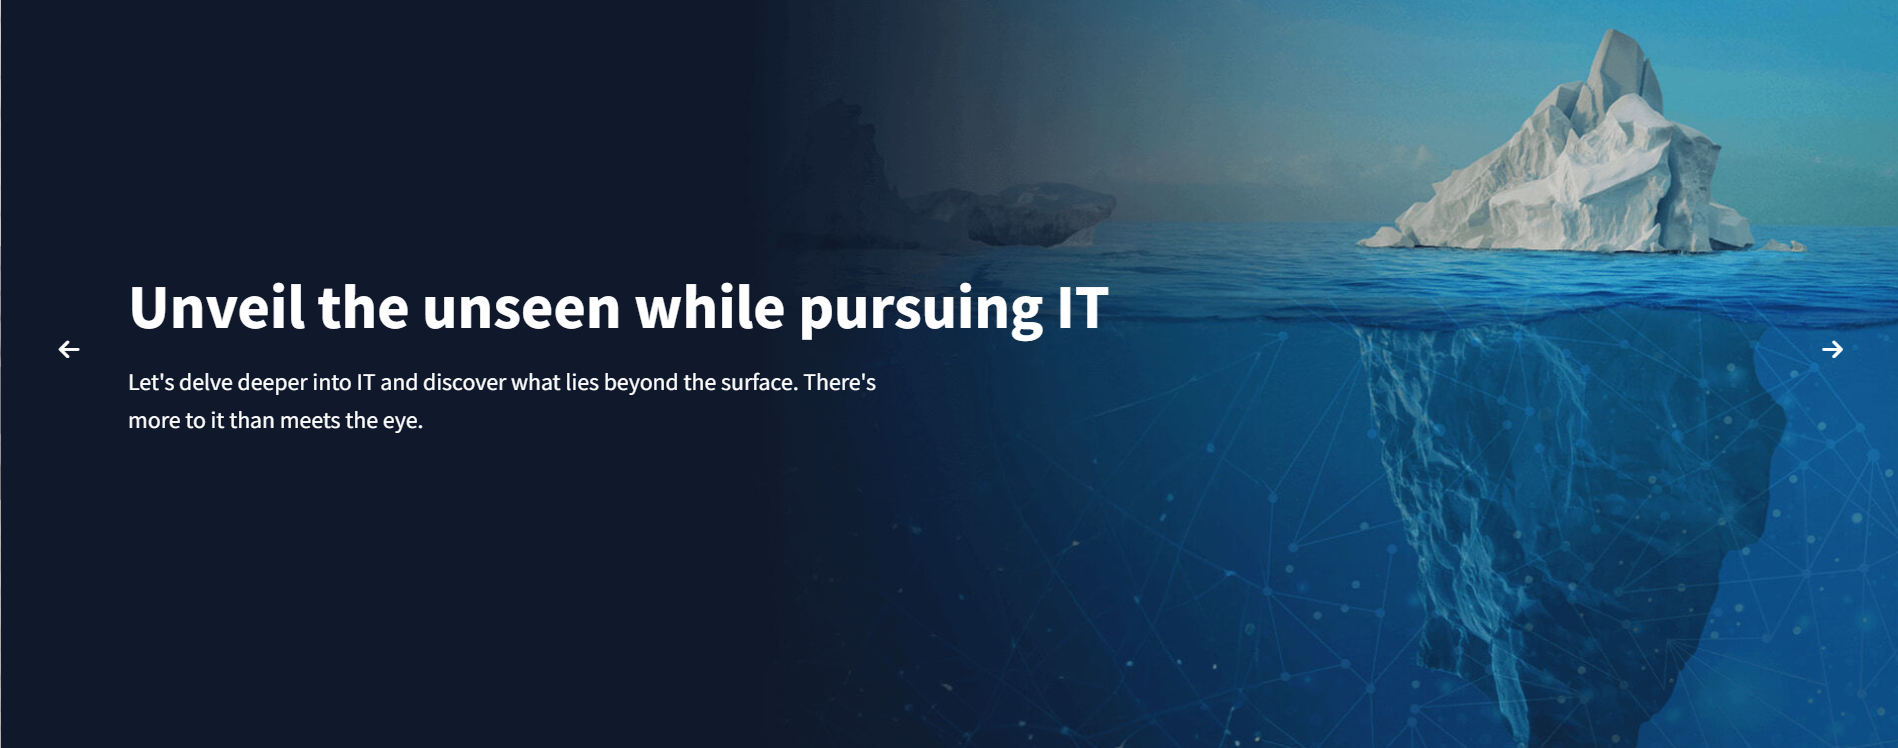 Unveil the unseen while pursuing IT
Let's delve deeper into IT and discover what lies beyond the surface. There's
more to it than meets the eye.